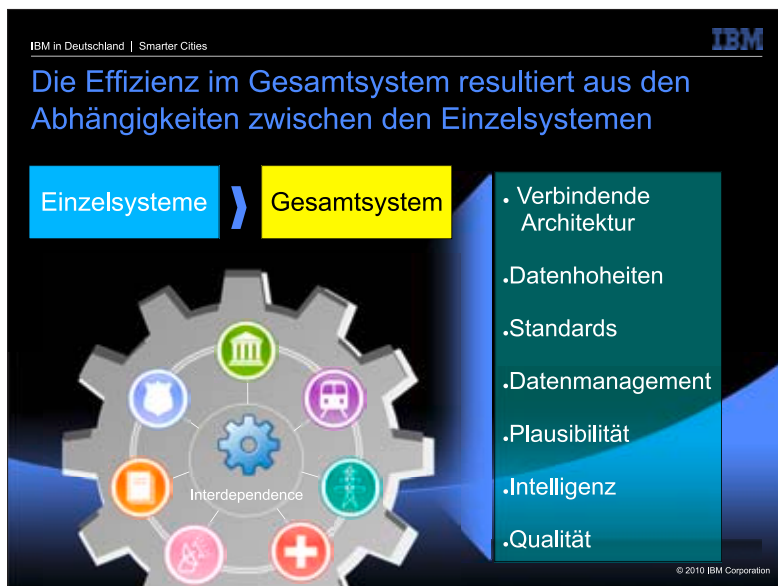 IBM in Deutschland | Smarter Cities
IBM
Die Effizienz im Gesamtsystem resultiert aus den
Abhängigkeiten zwischen den Einzelsystemen
Einzelsysteme
Gesamtsystem
• Verbindende
Architektur
•Datenhoheiten
•Standards
•Datenmanagement
•Plausibilität
•Intelligenz
•Qualität
Interdependence
© 2010 IBM Corporation